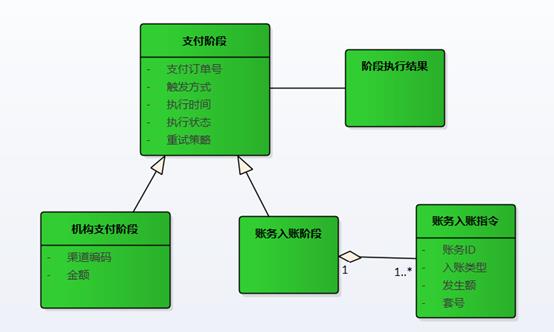 支付阶段
- 支付订单号
- 触发方式
- 执行时间
- 执行状态
- 重试策略
阶段执行结果
机构支付阶段
- 渠道编码
- 金额
账务入账阶段
账务入账指令
- 账务ID
- 入账类型
- 发生额
- 套号
1
1..*